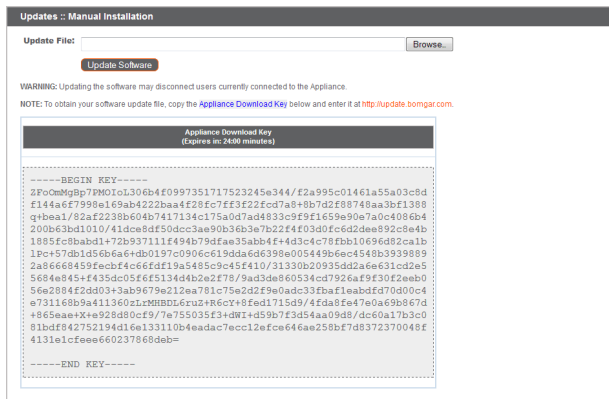 Updates :: Manual Installation
Update File:
Browse..
Update Software
WARNING: Updating the software may disconnect users currently connected to the Appliance.
NOTE: To obtain your software update file, copy the Appliance Download Key below and enter it at http://update.bomgar.com.
Appliance Download Key
(Expires in: 24:00 minutes)
-----BEGIN KEY-----
ZFoOmMgBp7PMOIoL306b4f0997351717523245e344/f2a995c01461a55a03c8d
f144a6f7998e169ab4222baa4f28fc7ff3f22fcd7a8+8b7d2f88748aa3bf1388
q+bea1/82af2238b604b7417134c175a0d7ad4833c9f9f1659e90e7a0c4086b4
200b63bd1010/41dce8df50dcc3ae90b36b3e7b22f4f03d0fc6d2dee892c8e4b
1885fc8babd1+72b937111f494b79dfae35abb4f+4d3c4c78fbb10696d82ca1b
lPc+57db1d56b6a6+db0197c0906c619dda6d6398e005449b6ec4548b3939889
2a86668459fecbf4c66fdf19a5485c9c45f410/31330b20935dd2a6e631cd2e5
5684e845+f435dc05f6f5134d4b2e2f78/9ad3de860534cd7926af9f30f2eeb0
56e2884f2dd03+3ab9679e212ea781c75e2d2f9e0adc33fbaf1eabdfd70d00c4
e731168b9a411360zLrMHBDL6ruZ+R6cY+8fed1715d9/4fda8fe47e0a69b867d
+865eae+X+e928d80cf9/7e755035f3+dWI+d59b7f3d54aa09d8/dc60a17b3c0
81bdf842752194d16e133110b4eadac7ecc12efce646ae258bf7d8372370048f
4131e1cfeee660237868deb=
-----END KEY-----